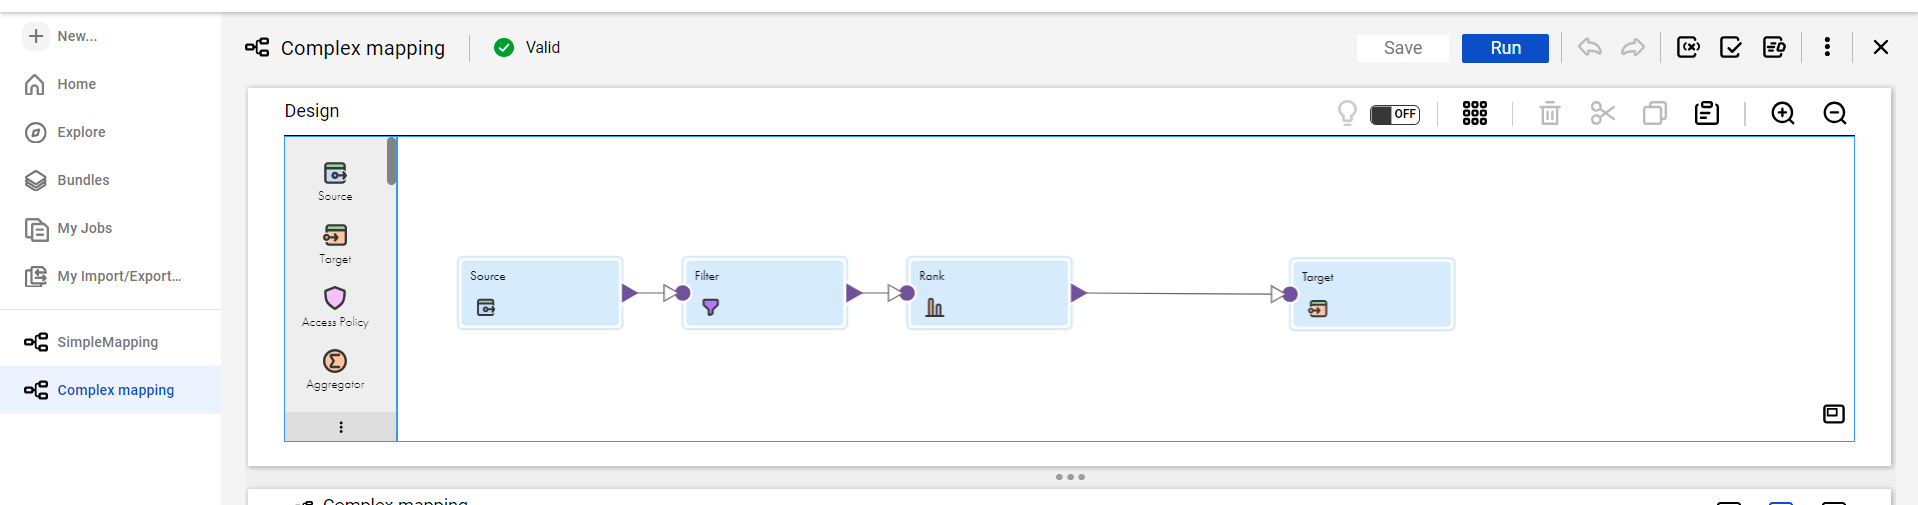 New...
Home
Explore
Bundles
My Jobs
My Import/Export...
SimpleMapping
Complex mapping
Complex mapping
Valid
Save
Run
Design
OFF
Source
Target
Access Policy
Aggregator
Source
Filter
Rank
Target
Complex mapping